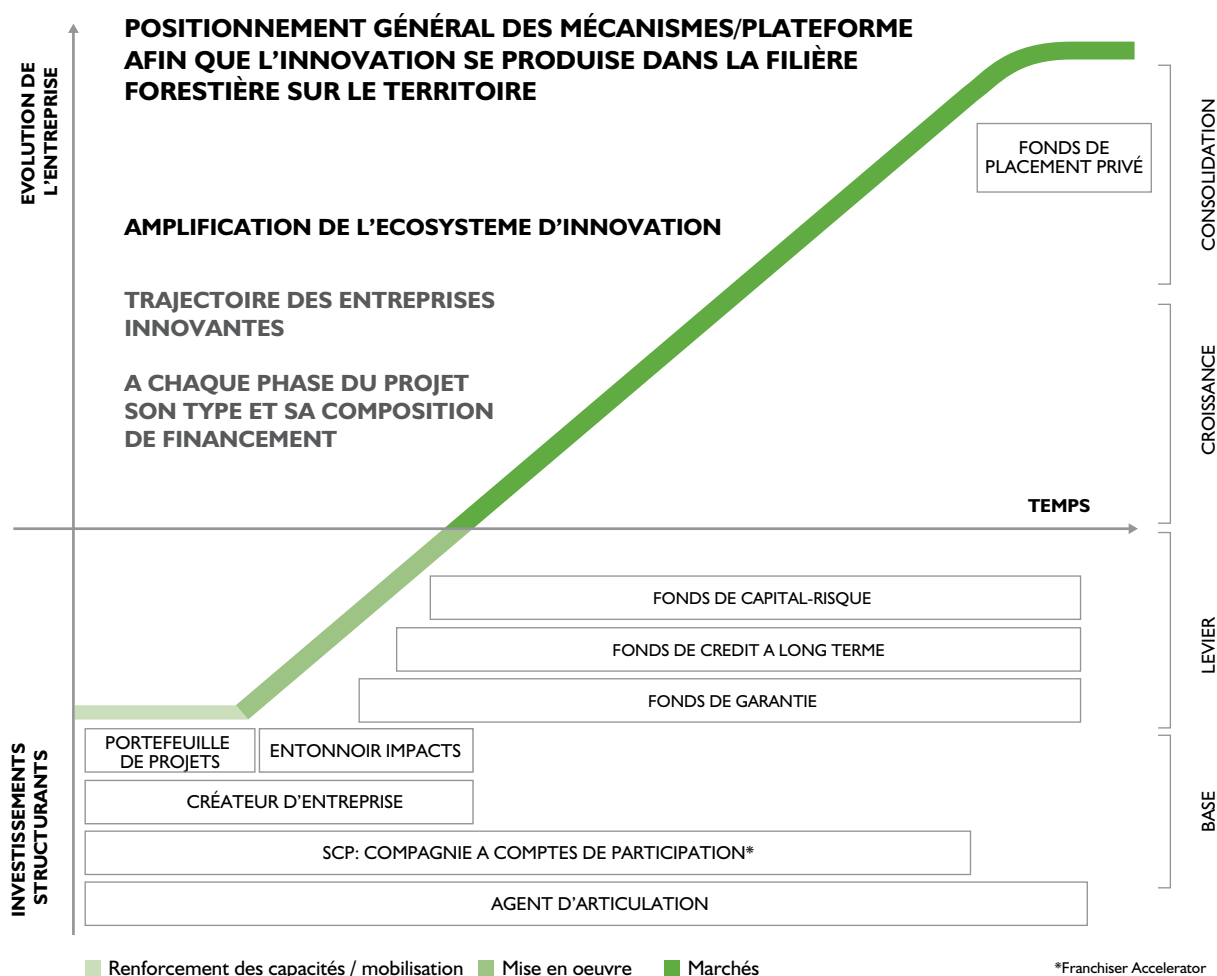 POSITIONNEMENT GÉNÉRAL DES MÉCANISMES/PLATEFORME
AFIN QUE L'INNOVATION SE PRODUISE DANS LA FILIÈRE
FORESTIÈRE SUR LE TERRITOIRE
EVOLUTION DE
L'ENTREPRISE
FONDS DE
PLACEMENT PRIVÉ
CONSOLIDATION
AMPLIFICATION DE L'ECOSYSTEME D'INNOVATION
TRAJECTOIRE DES ENTREPRISES
INNOVANTES
A CHAQUE PHASE DU PROJET
SON TYPE ET SA COMPOSITION
DE FINANCEMENT
CROISSANCE
TEMPS
FONDS DE CAPITAL-RISQUE
FONDS DE CREDIT A LONG TERME
FONDS DE GARANTIE
LEVIER
INVESTISSEMENTS
STRUCTURANTS
PORTEFEUILLE
DE PROJETS
ENTONNOIR IMPACTS
CRÉATEUR D'ENTREPRISE
SCP: COMPAGNIE A COMPTES DE PARTICIPATION*
AGENT D'ARTICULATION
BASE
Renforcement des capacités / mobilisation
Mise en oeuvre
Marchés
*Franchiser Accelerator